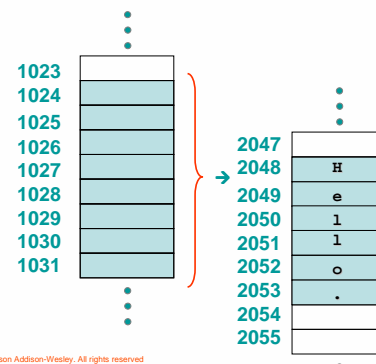 1023
1024
1025
1026
1027
1028
1029
1030
1031
2047
2048 H
2049 e
2050 l
2051 l
2052 o
2053 .
2054
2055
son Addison-Wesley. All rights reserved